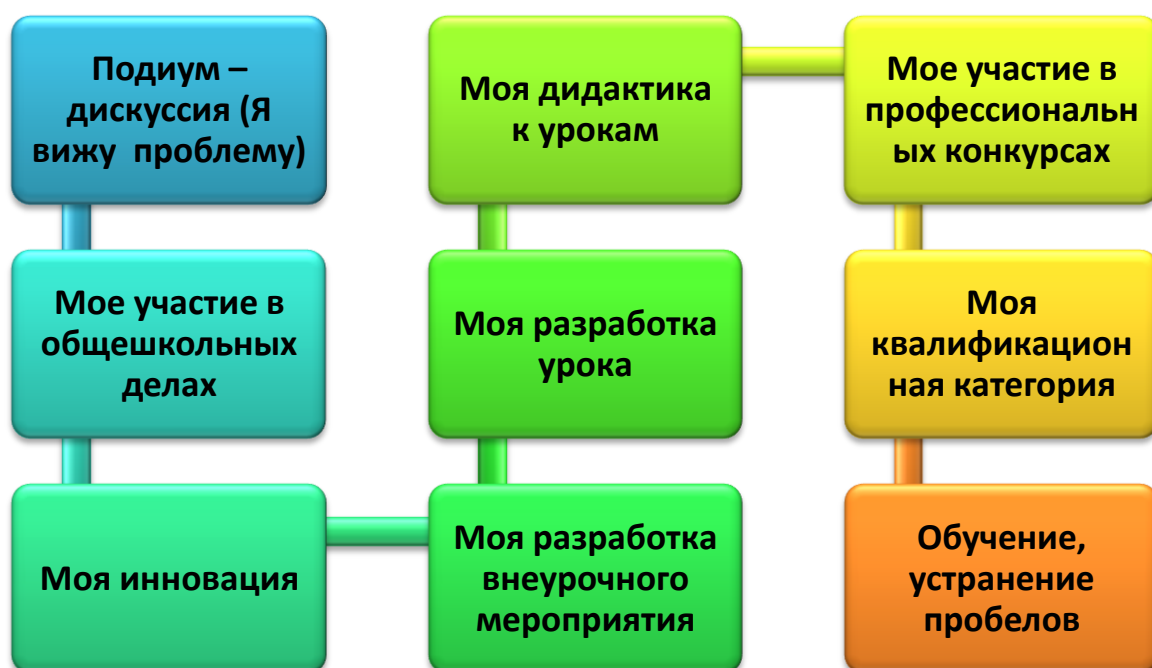 Подиум –
дискуссия (Я
вижу  проблему)
Мое участие в
общешкольных
делах
Моя инновация
Моя разработка
внеурочного
мероприятия
Моя разработка
урока
Моя дидактика
к урокам
Мое участие в
профессиональн
ых конкурсах
Моя
квалификацион
ная категория
Обучение,
устранение
пробелов